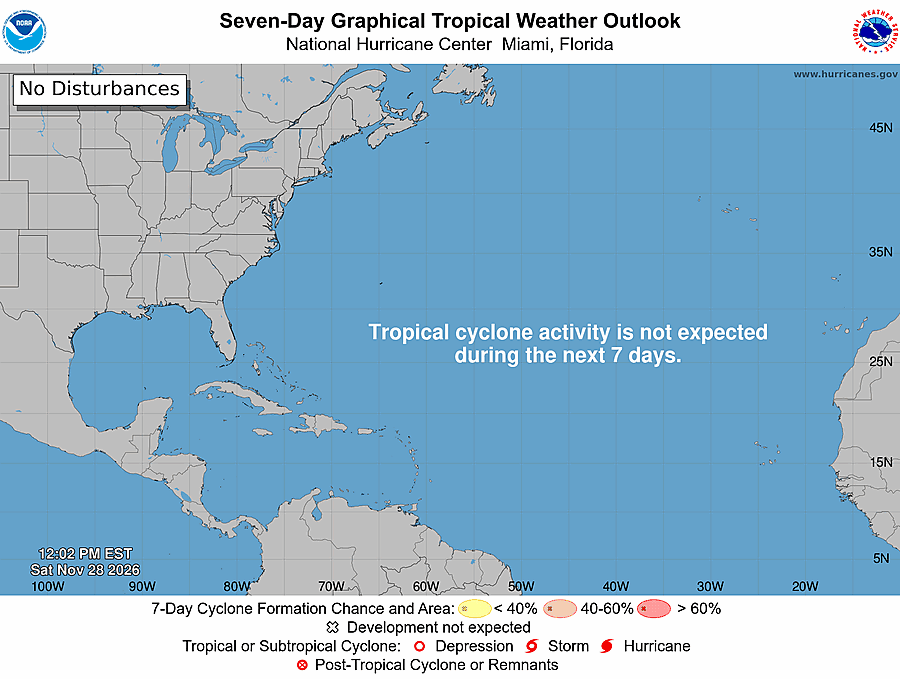 Seven-Day Graphical Tropical Weather Outlook
National Hurricane Center Miami, Florida
NOAA
www.hurricanes.gov
No Disturbances
45N
35N
Tropical cyclone activity is not expected
during the next 7 days.
25N
15N
12:02 PM EST
Sat Nov 28 2026
5N
100W 90W 80W 70W 60W 50W 40W 30W 20W
7-Day Cyclone Formation Chance and Area: < 40% 40-60% > 60%
Development not expected
Tropical or Subtropical Cyclone: Depression Storm Hurricane
Post-Tropical Cyclone or Remnants